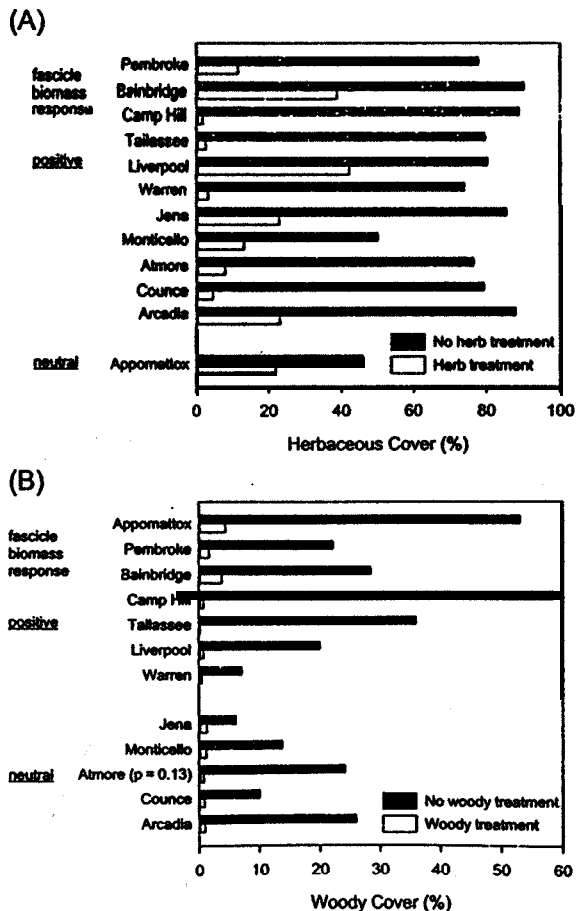 (A)
fascicle
biomass
response
positive
neutral
Pembroke
Bainbridge
Camp Hill
Tallassee
Liverpool
Warren
Jena
Monticello
Atmore
Counce
Arcadia
Appomattox
No herb treatment
Herb treatment
0 20 40 60 80 100
Herbaceous Cover (%)
(B)
fascicle
biomass
response
positive
neutral
Appomattox
Pembroke
Bainbridge
Camp Hill
Tallassee
Liverpool
Warren
Jena
Monticello
Atmore (p = 0.13)
Counce
Arcadia
No woody treatment
Woody treatment
0 10 20 30 40 50 60
Woody Cover (%)